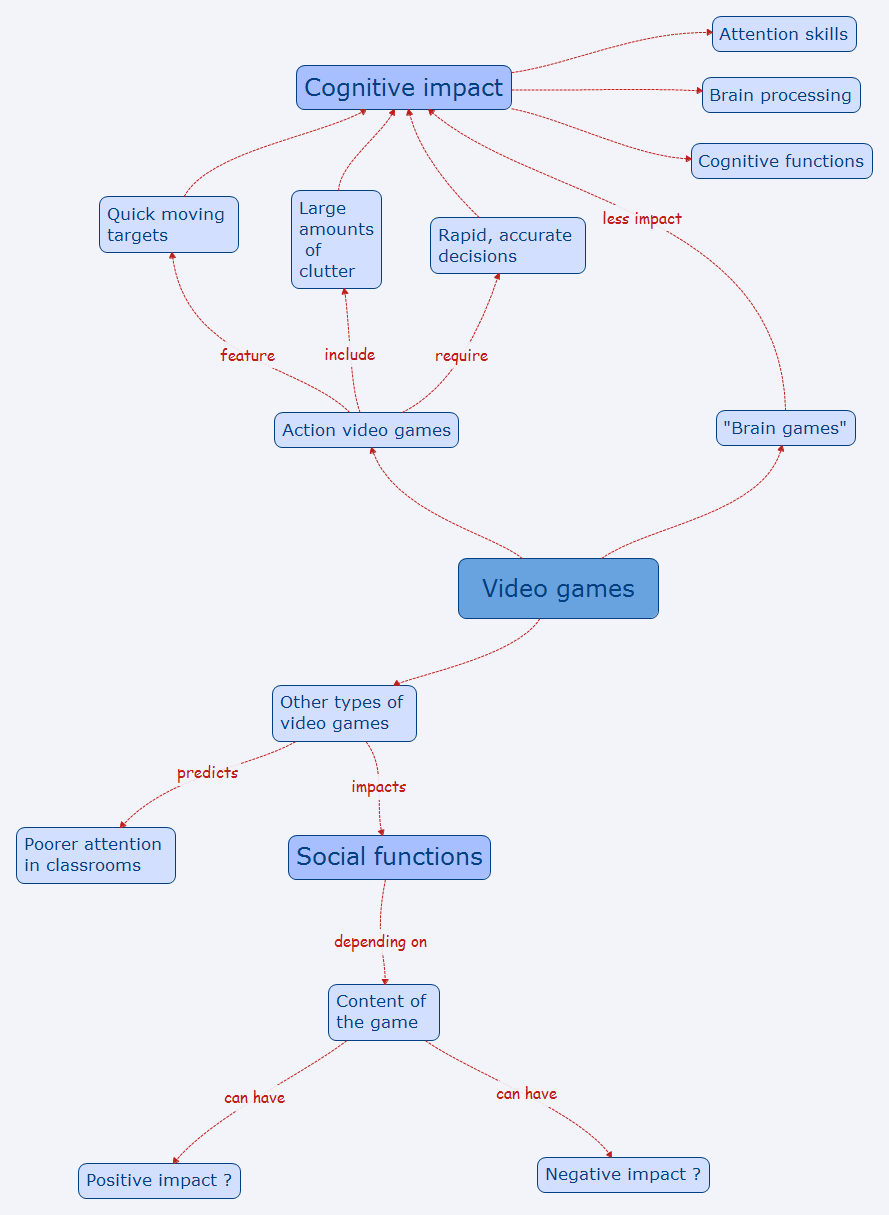 Attention skills
Cognitive impact
Brain processing
Cognitive functions
Quick moving
targets
Large
amounts
of
clutter
Rapid, accurate
decisions
less impact
feature
include
require
Action video games
"Brain games"
Video games
Other types of
video games
predicts
impacts
Poorer attention
in classrooms
Social functions
depending on
Content of
the game
can have
can have
Positive impact ?
Negative impact ?